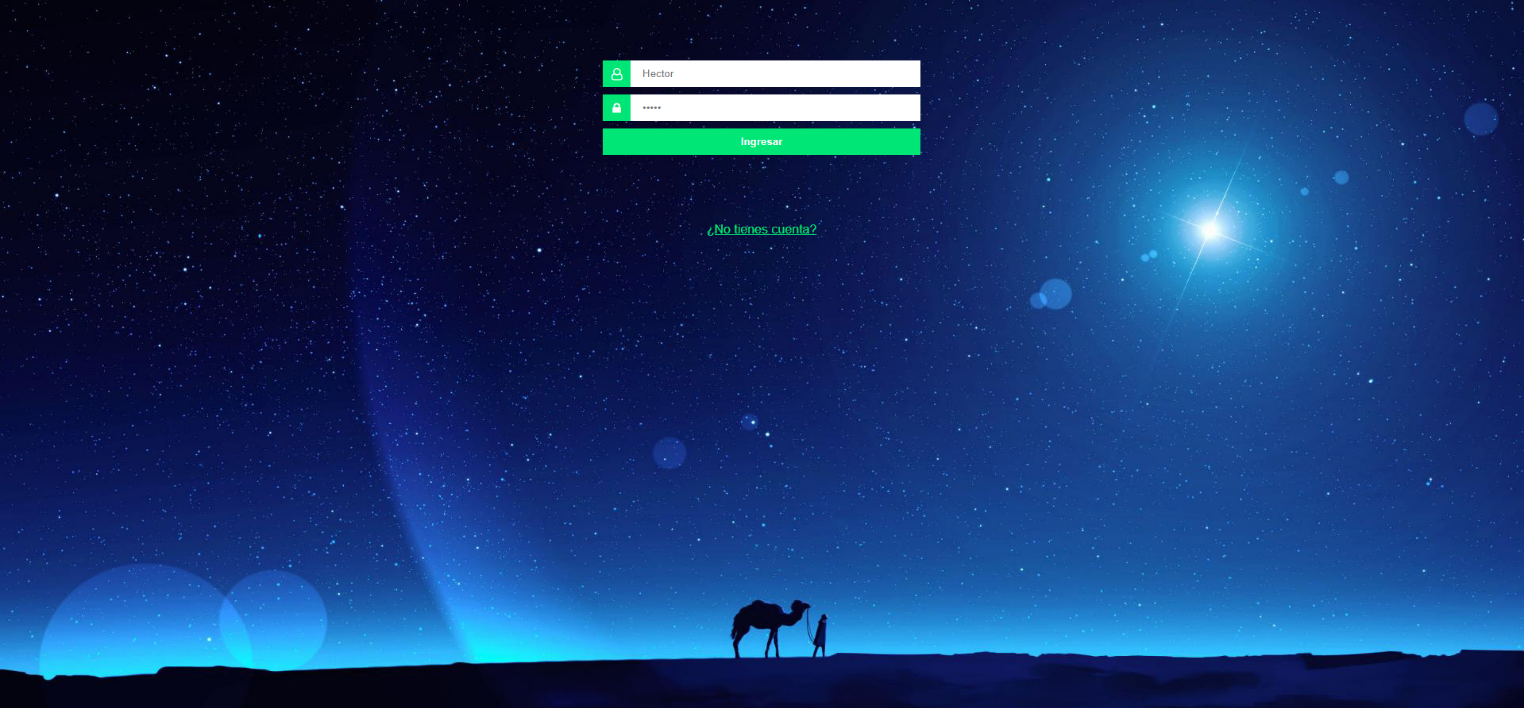 Hector
•••••
Ingresar
¿No tienes cuenta?